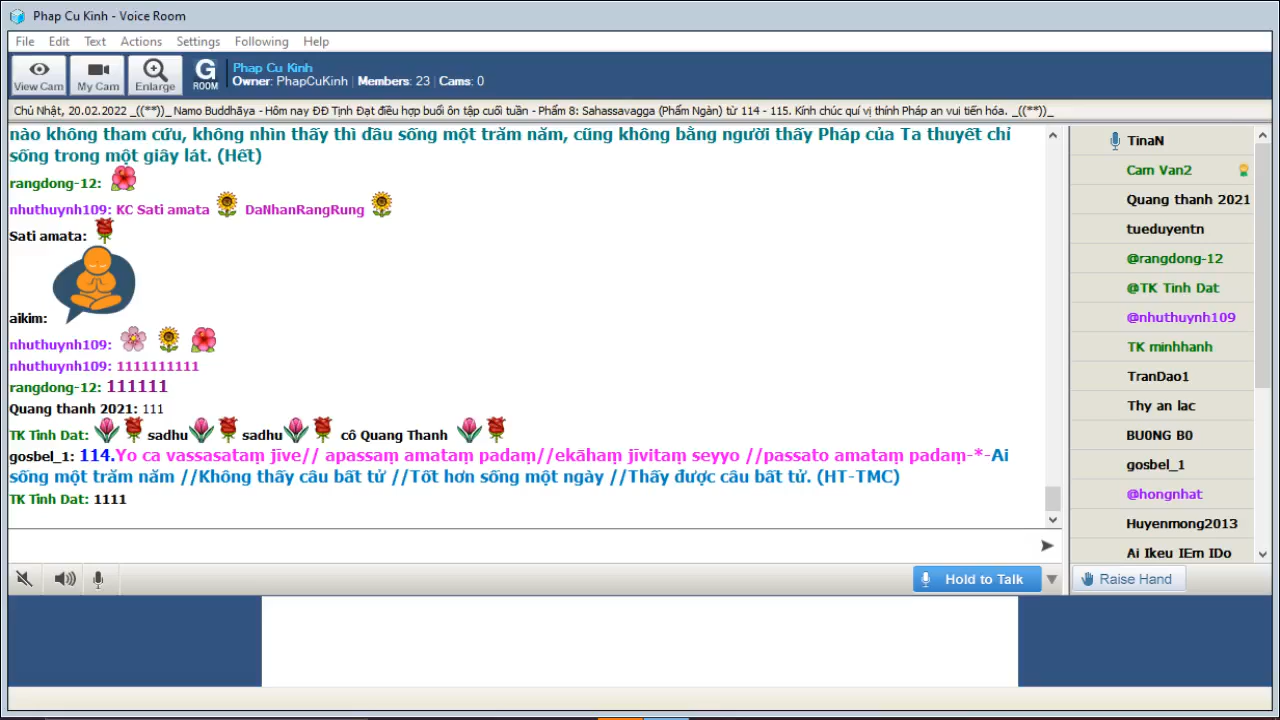 Phap Cu Kinh - Voice Room
File Edit Text Actions Settings Following Help
View Cam My Cam Enlarge G ROOM
Phap Cu Kinh
Owner: PhapCuKinh | Members: 23 | Cams: 0
Chủ Nhật, 20.02.2022 _((**))_ Namo Buddhāya - Hôm nay ĐĐ Tịnh Đạt điều hợp buổi ôn tập cuối tuần - Phẩm 8: Sahassavagga (Phẩm Ngàn) từ 114 - 115. Kính chúc quí vị thính Pháp an vui tiến hóa. _((**))_
nào không tham cứu, không nhìn thấy thì dầu sống một trăm năm, cũng không bằng người thấy Pháp của Ta thuyết chỉ
sống trong một giây lát. (Hết)
rangdong-12:
nhuthuynh109: KC Sati amata DaNhanRangRung
Sati amata:
aikim:
nhuthuynh109:
nhuthuynh109: 1111111111
rangdong-12: 111111
Quang thanh 2021: 111
TK Tinh Dat: sadhu sadhu cô Quang Thanh
gosbel_1: 114.Yo ca vassasataṃ jīve// apassaṃ amataṃ padaṃ//ekāhaṃ jīvitaṃ seyyo //passato amataṃ padaṃ-*-Ai
sống một trăm năm //Không thấy câu bất tử //Tốt hơn sống một ngày //Thấy được câu bất tử. (HT-TMC)
TK Tinh Dat: 1111
Hold to Talk
TinaN
Cam Van2
Quang thanh 2021
tueduyentn
@rangdong-12
@TK Tinh Dat
@nhuthuynh109
TK minhhanh
TranDao1
Thy an lac
BU0NG B0
gosbel_1
@hongnhat
Huyenmong2013
Ai Ikeu IEm IDo
Raise Hand